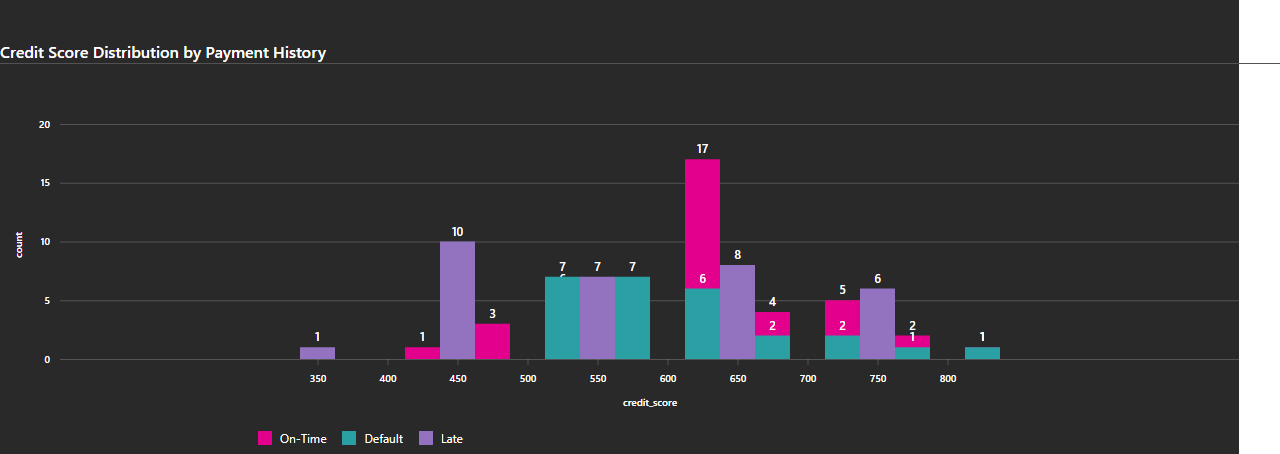 Credit Score Distribution by Payment History
20
15
10
5
0
count
17
10
8
7 7 7
6
6
5
4
3
2 2 2
1 1 1 1
350 400 450 500 550 600 650 700 750 800
credit_score
On-Time Default Late